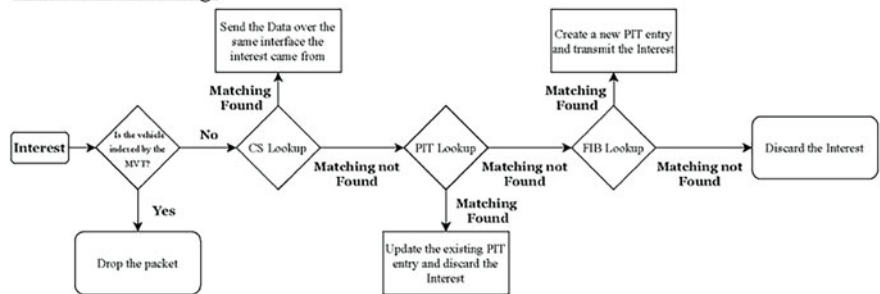 Send the Data over the
same interface the
interest came from
Create a new PIT entry
and transmit the Interest
Matching
Found
Matching
Found
Interest
Is the vehicle
indexed by the
MVT?
No
CS Lookup
Matching not
Found
PIT Lookup
Matching not
Found
FIB Lookup
Matching not
Found
Discard the Interest
Yes
Matching
Found
Drop the packet
Update the existing PIT
entry and discard the
Interest